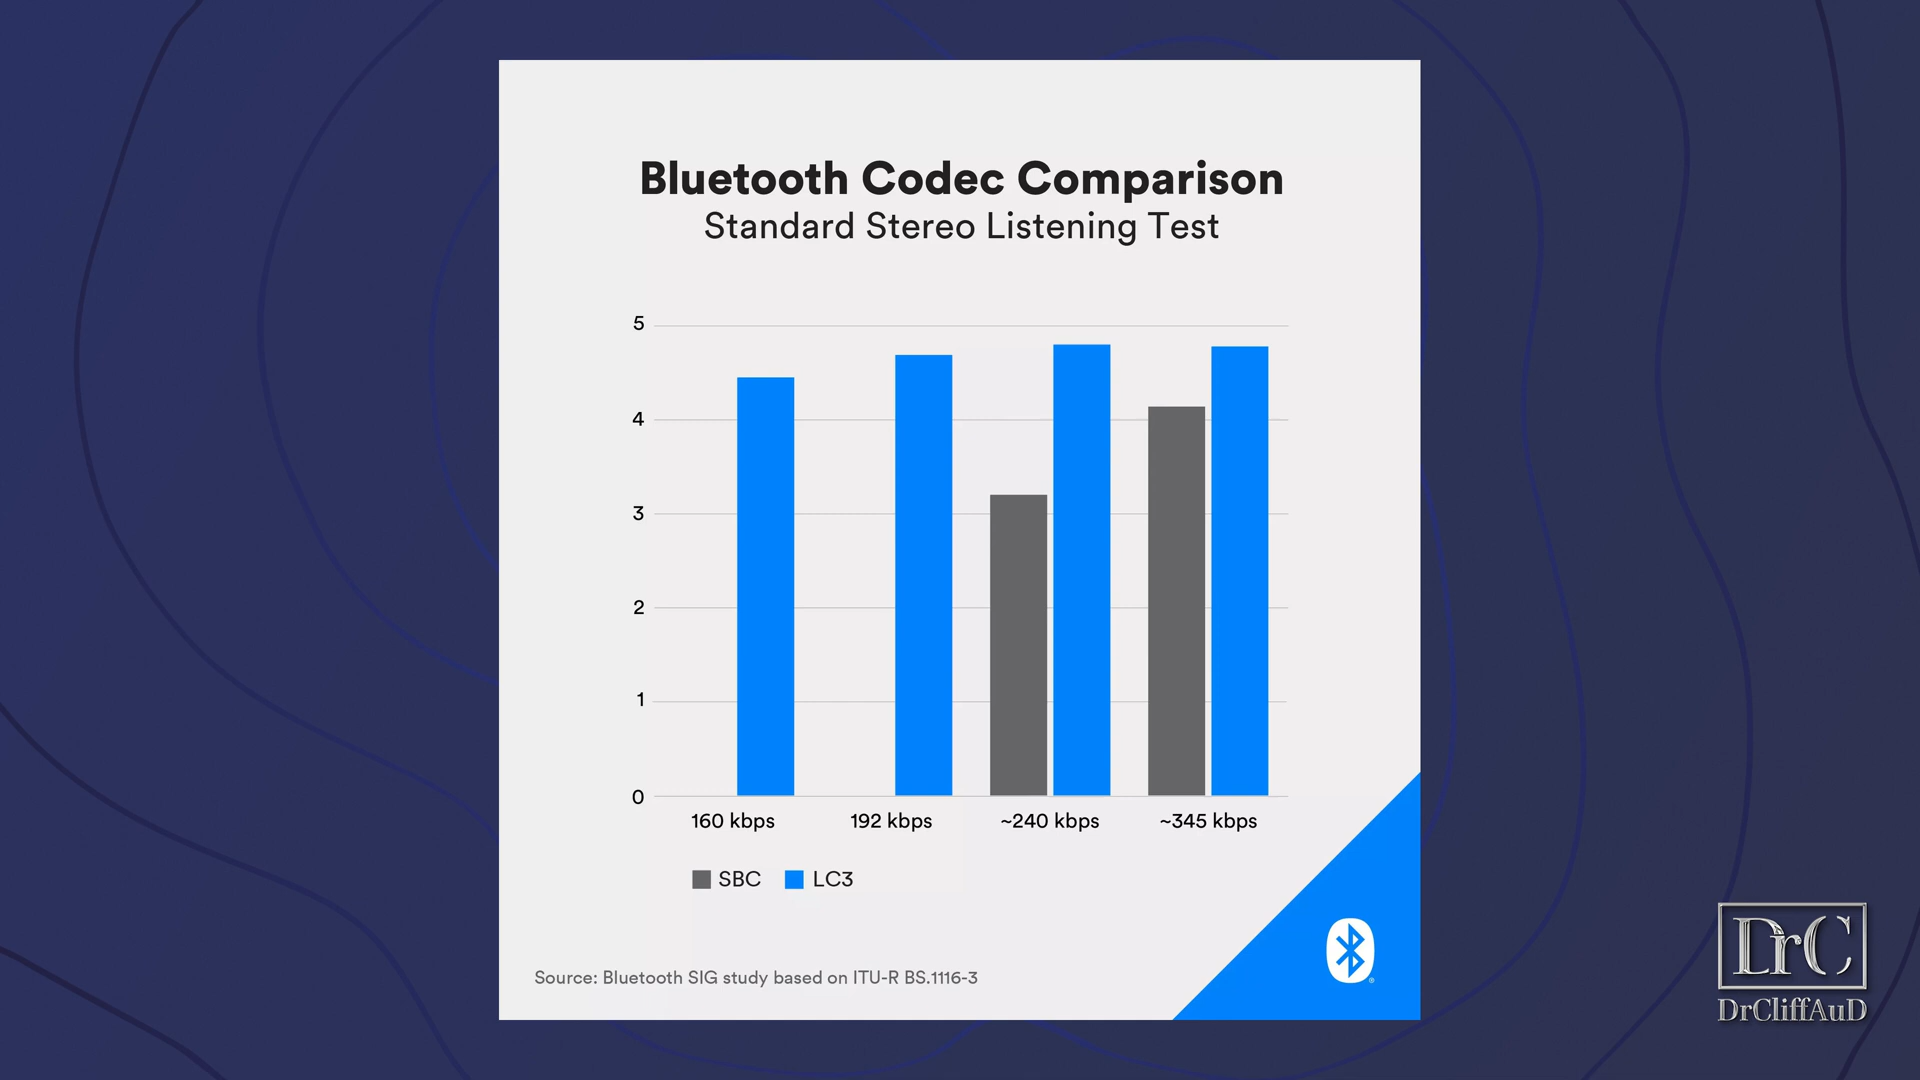 Bluetooth Codec Comparison
Standard Stereo Listening Test
5
4
3
2
1
0
160 kbps 192 kbps ~240 kbps ~345 kbps
SBC LC3
Source: Bluetooth SIG study based on ITU-R BS.1116-3
DrC
DrCliffAuD